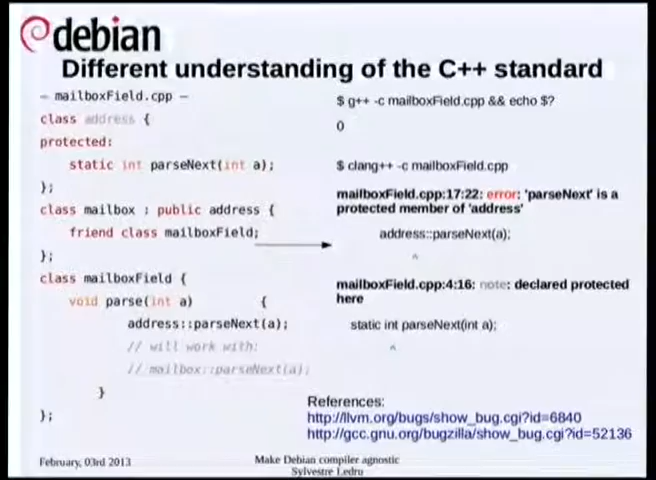 debian
Different understanding of the C++ standard
– mailboxField.cpp –
class address {
protected:
static int parseNext(int a);
};
class mailbox : public address {
friend class mailboxField;
};
class mailboxField {
void parse(int a) {
address::parseNext(a);
// will work with:
// mailbox::parseNext(a);
}
};
$ g++ -c mailboxField.cpp && echo $?
0
$ clang++ -c mailboxField.cpp
mailboxField.cpp:17:22: error: 'parseNext' is a
protected member of 'address'
address::parseNext(a);
^
mailboxField.cpp:4:16: note: declared protected
here
static int parseNext(int a);
^
References:
http://llvm.org/bugs/show_bug.cgi?id=6840
http://gcc.gnu.org/bugzilla/show_bug.cgi?id=52136
February, 03rd 2013
Make Debian compiler agnostic
Sylvestre Ledru